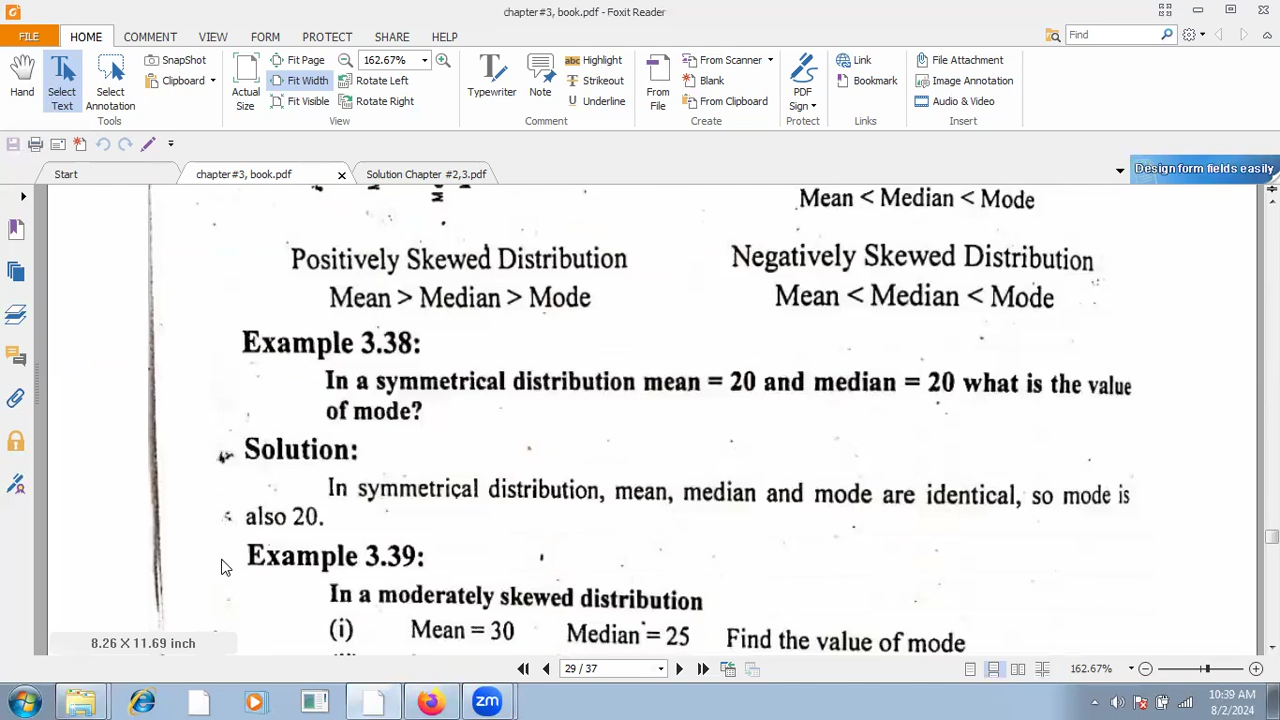 chapter#3, book.pdf - Foxit Reader
FILE HOME COMMENT VIEW FORM PROTECT SHARE HELP
Find
SnapShot Fit Page 162.67% Highlight From Scanner Link File Attachment
Clipboard Fit Width Rotate Left Strikeout Blank Bookmark Image Annotation
Hand Select Text Select Annotation Actual Size Fit Visible Rotate Right Typewriter Note Underline From File From Clipboard PDF Sign Audio & Video
Tools View Comment Create Protect Links Insert
Start chapter#3, book.pdf Solution Chapter #2,3.pdf Design form fields easily
Mean < Median < Mode
Positively Skewed Distribution Negatively Skewed Distribution
Mean > Median > Mode Mean < Median < Mode
Example 3.38:
In a symmetrical distribution mean = 20 and median = 20 what is the value
of mode?
Solution:
In symmetrical distribution, mean, median and mode are identical, so mode is
also 20.
Example 3.39:
In a moderately skewed distribution
(i) Mean = 30 Median = 25 Find the value of mode
8.26 X 11.69 inch
29 / 37 162.67%
zm 10:39 AM
8/2/2024